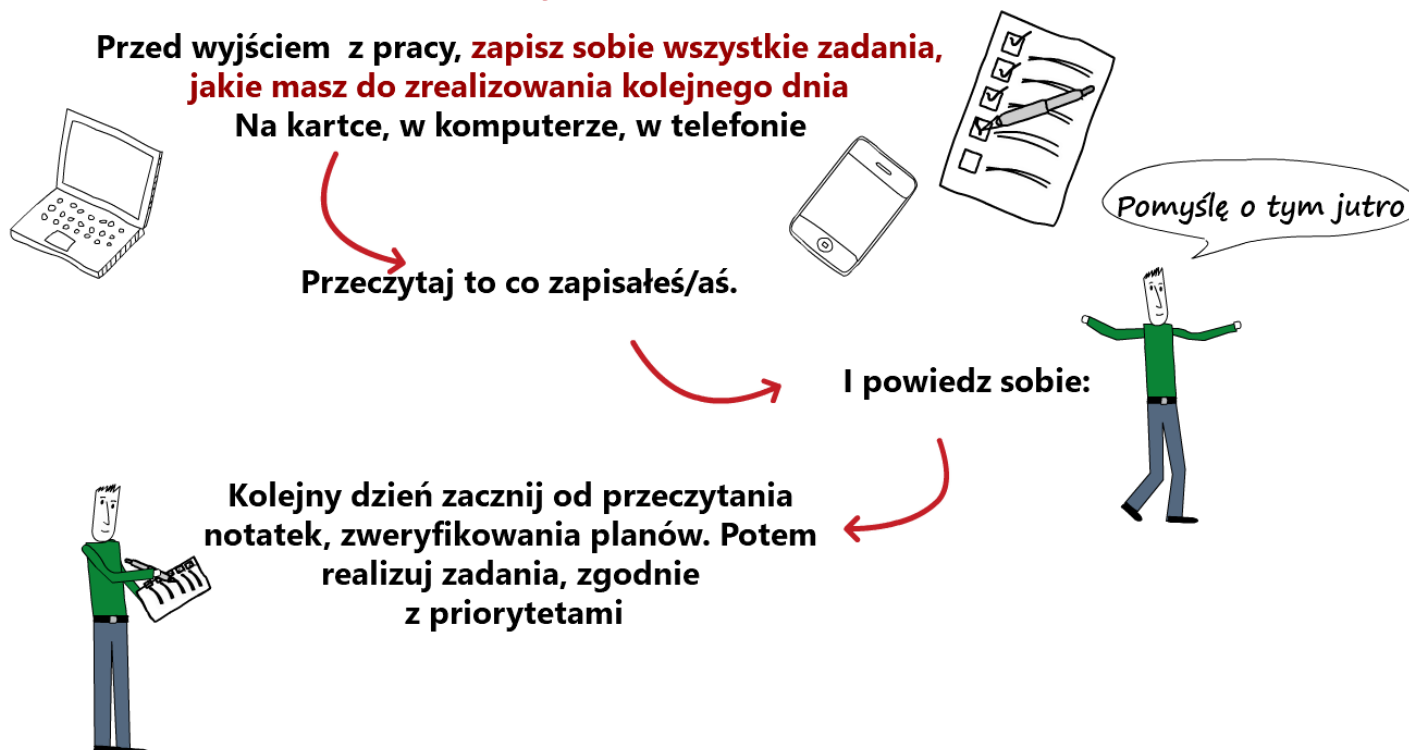 Przed wyjściem  z pracy, zapisz sobie wszystkie zadania,
jakie masz do zrealizowania kolejnego dnia
Na kartce, w komputerze, w telefonie
Pomyślę o tym jutro
Przeczytaj to co zapisałeś/aś.
I powiedz sobie:
Kolejny dzień zacznij od przeczytania
notatek, zweryfikowania planów. Potem
realizuj zadania, zgodnie
z priorytetami